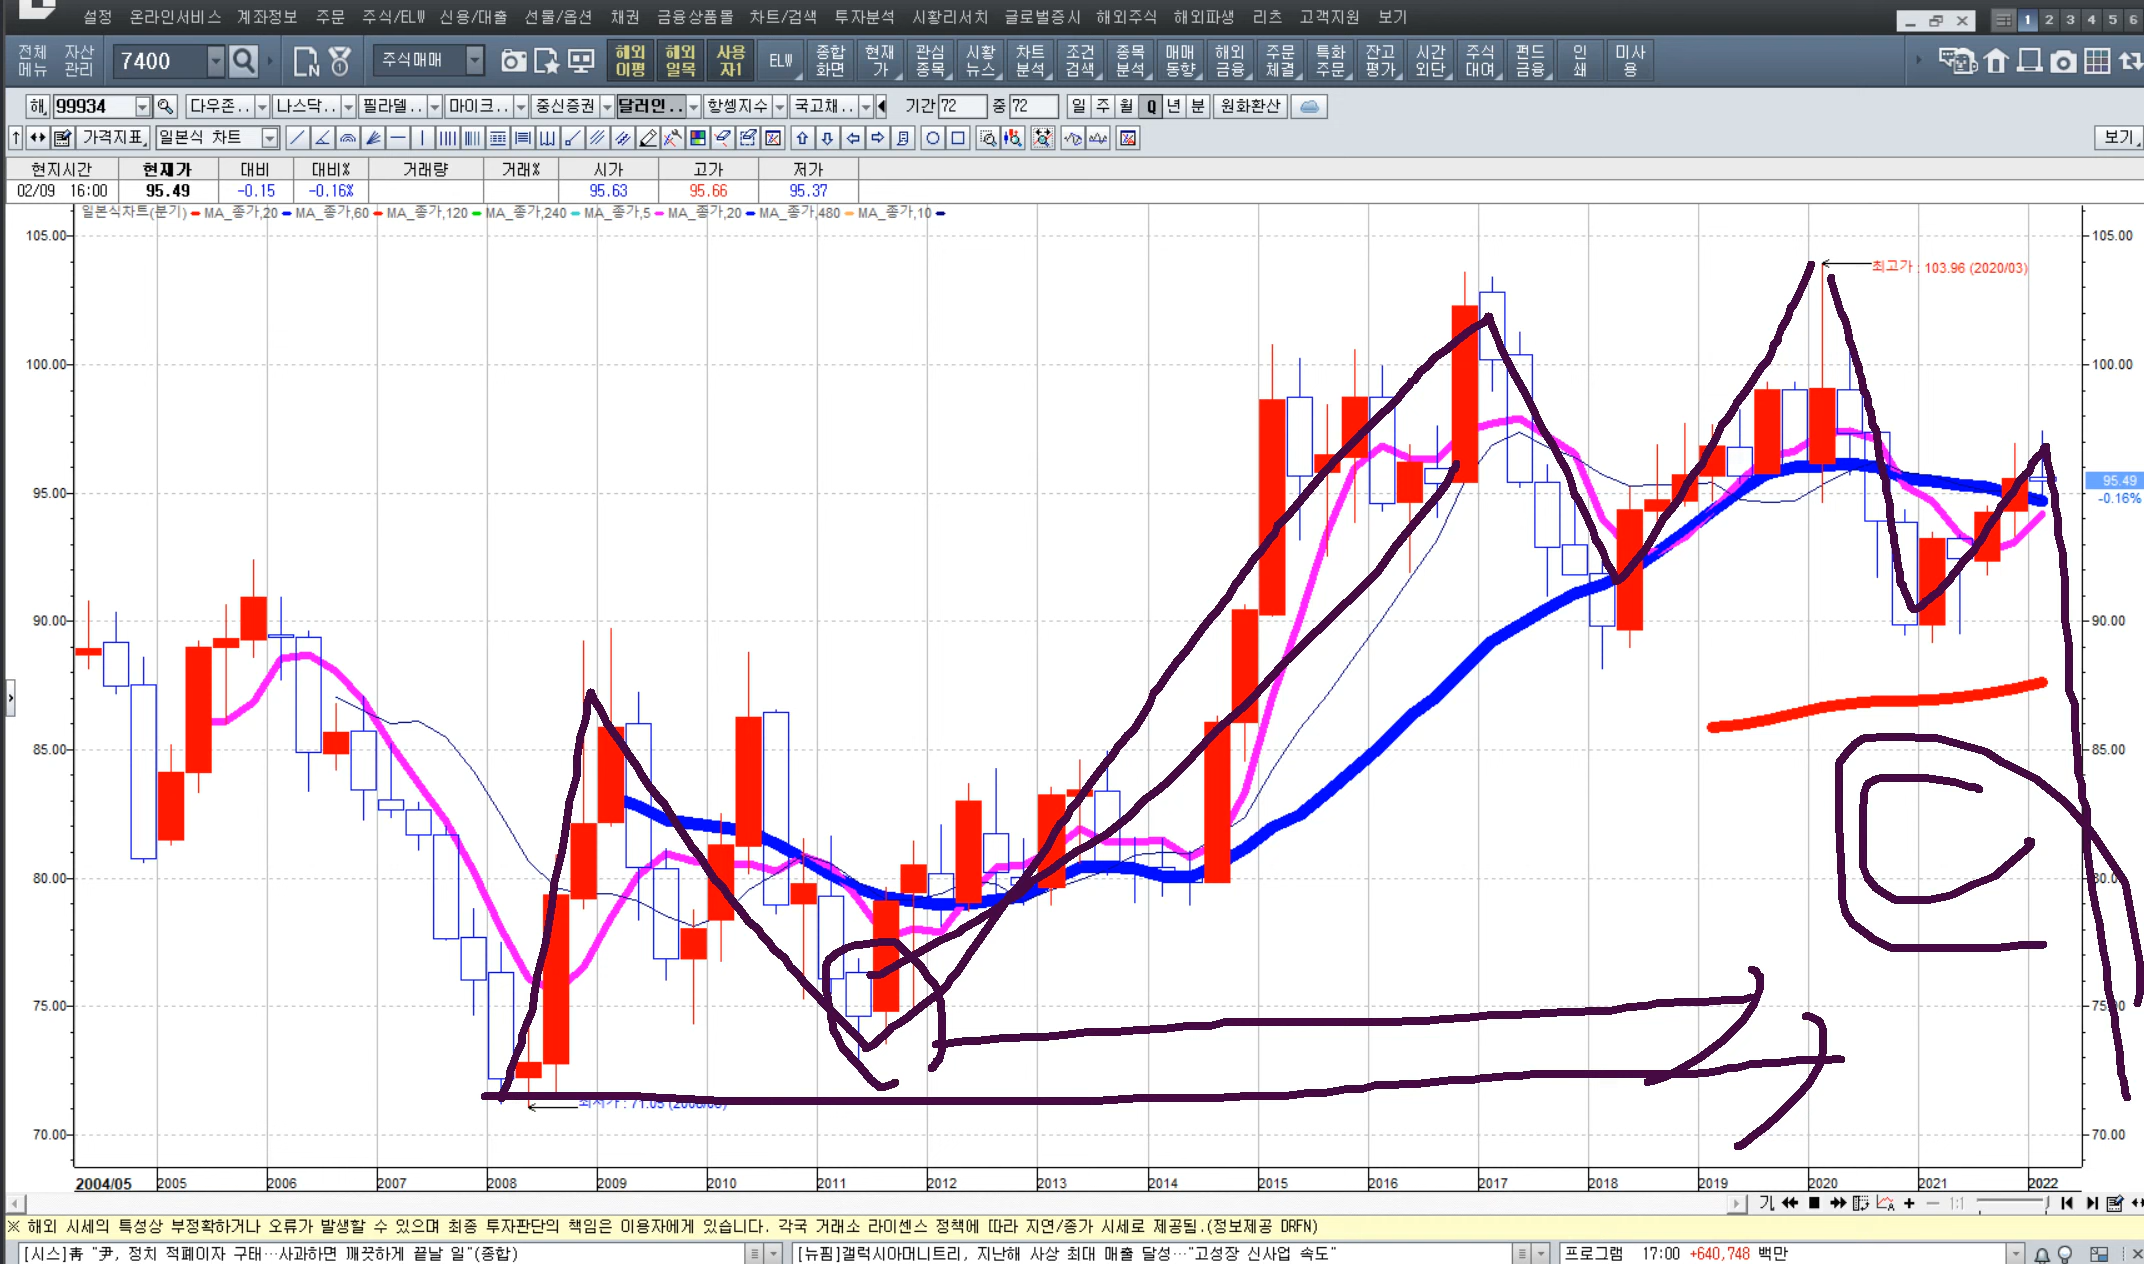 설정 온라인서비스 계좌정보 주문 주식/ELW 신용/대출 선물/옵션 채권 금융상품몰 차트/검색 투자분석 시황리서치 글로벌증시 해외주식 해외파생 리츠 고객지원 보기
1 2 3 4 5 6
전체메뉴 자산관리 7400 주식매매 해외이평 해외일목 사용자1 ELW 종합화면 현재가 관심종목 시황뉴스 차트분석 조건검색 종목분석 매매동향 해외금융 주문체결 특화주문 잔고평가 시간외단 주식대여 펀드금융 인쇄 미사용
해 99934 다우존.. 나스닥.. 필라델.. 마이크.. 중신증권 달러인.. 항셍지수 국고채.. 기간 72 중 72 일 주 월 Q 년 분 원화환산
가격지표 일본식 차트 보기
현지시간 현재가 대비 대비% 거래량 거래% 시가 고가 저가
02/09 16:00 95.49 -0.15 -0.16% 95.63 95.66 95.37
일본식차트(분기) MA_종가,20 MA_종가,60 MA_종가,120 MA_종가,240 MA_종가,5 MA_종가,20 MA_종가,480 MA_종가,10
105.00 105.00
최고가 : 103.96 (2020/03)
100.00 100.00
95.00 95.49
-0.16%
90.00 90.00
85.00 85.00
80.00
75.00
70.00 70.00
2004/05 2005 2006 2007 2008 2009 2010 2011 2012 2013 2014 2015 2016 2017 2018 2019 2020 2021 2022
※ 해외 시세의 특성상 부정확하거나 오류가 발생할 수 있으며 최종 투자판단의 책임은 이용자에게 있습니다. 각국 거래소 라이센스 정책에 따라 지연/종가 시세로 제공됨.(정보제공 DRFN)
[시스]靑 "尹, 정치 적폐이자 구태…사과하면 깨끗하게 끝날 일"(종합) [뉴핌]갤럭시아머니트리, 지난해 사상 최대 매출 달성…"고성장 신사업 속도" 프로그램 17:00 +640,748 백만